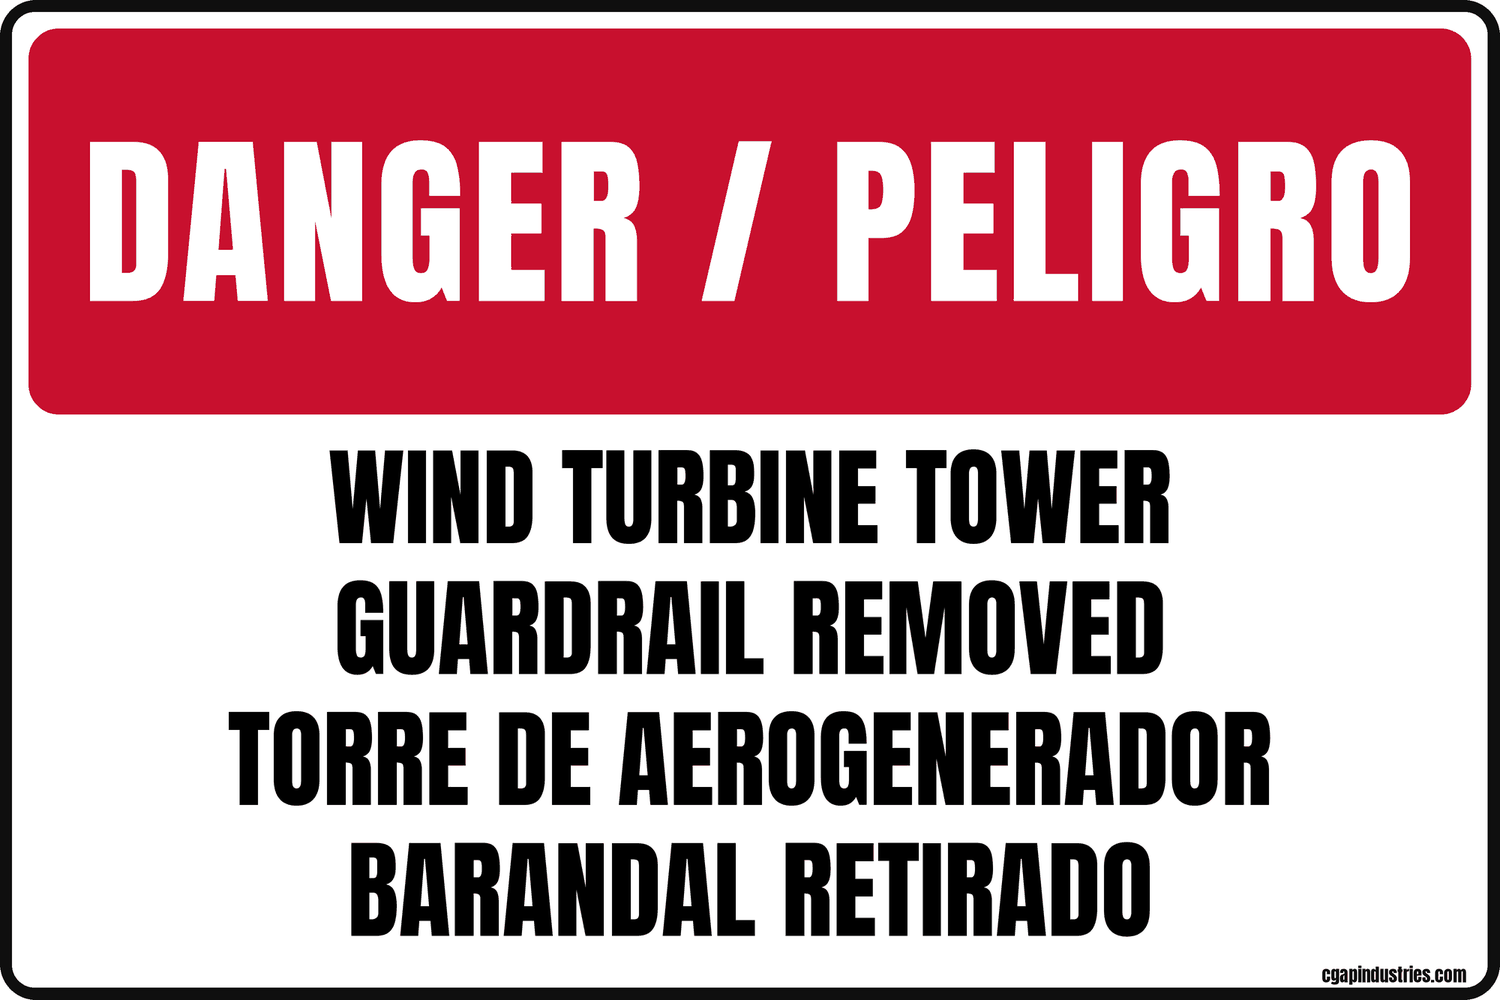 DANGER / PELIGRO
WIND TURBINE TOWER
GUARDRAIL REMOVED
TORRE DE AEROGENERADOR
BARANDAL RETIRADO
cgapindustries.com